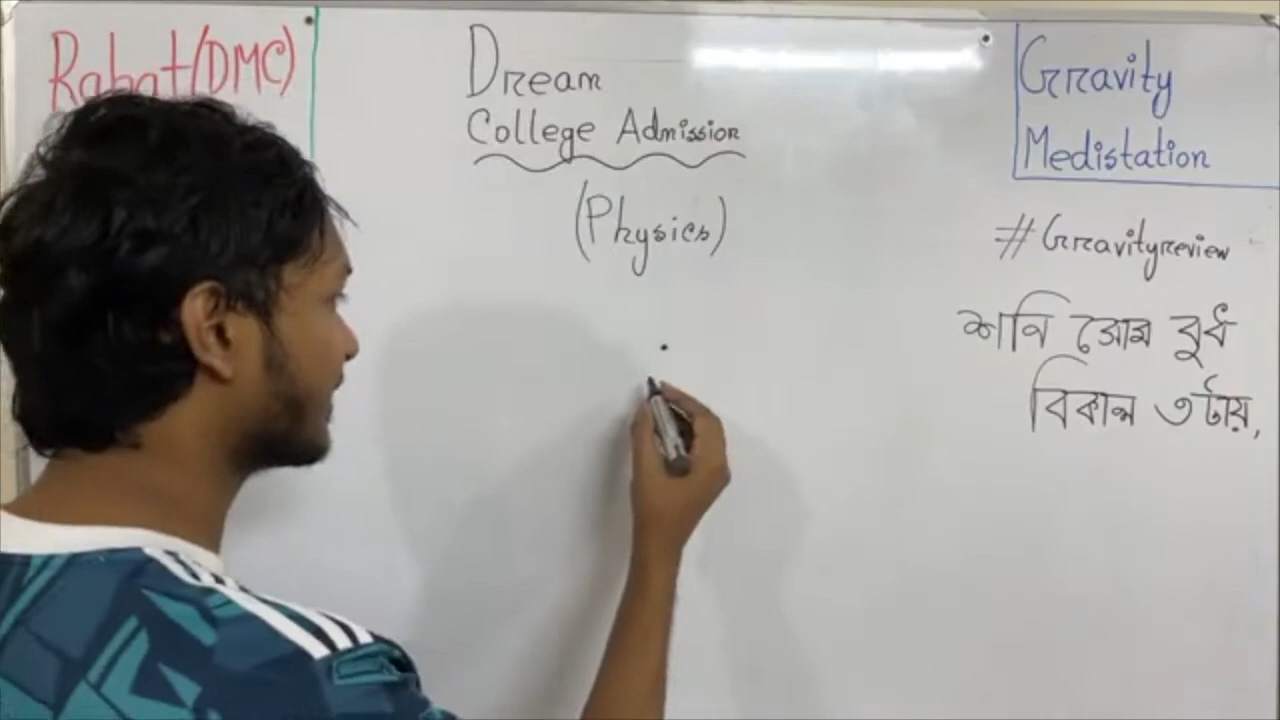 Rabat (DMC)
Dream
College Admission
(Physics)
Gravity
Medistation
#Gravityreview
শনি সোম বুধ
বিকাল ৩টায়,